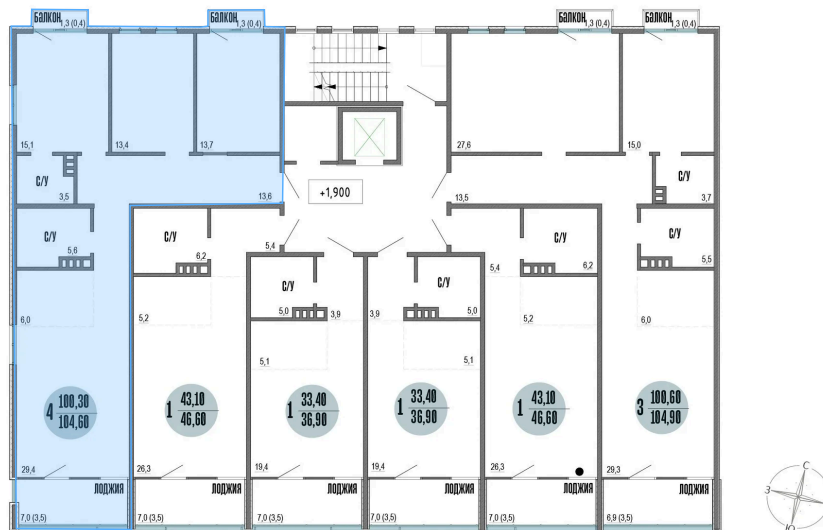 БАЛКОН
1,3 (0,4)
БАЛКОН
1,3 (0,4)
БАЛКОН
1,3 (0,4)
БАЛКОН
1,3 (0,4)
15,1
13,4
13,7
27,6
15,0
С/У
3,5
13,6
+1,900
13,5
С/У
3,7
С/У
5,6
С/У
6,2
5,4
С/У
6,2
5,4
С/У
5,5
С/У
5,0
3,9
С/У
5,0
3,9
6,0
5,2
5,1
5,1
5,2
6,0
4
100,30
104,60
1
43,10
46,60
1
33,40
36,90
1
33,40
36,90
1
43,10
46,60
3
100,60
104,90
29,4
26,3
19,4
19,4
26,3
29,3
ЛОДЖИЯ
7,0 (3,5)
ЛОДЖИЯ
7,0 (3,5)
ЛОДЖИЯ
7,0 (3,5)
ЛОДЖИЯ
7,0 (3,5)
ЛОДЖИЯ
7,0 (3,5)
ЛОДЖИЯ
6,9 (3,5)
С
З
В
Ю